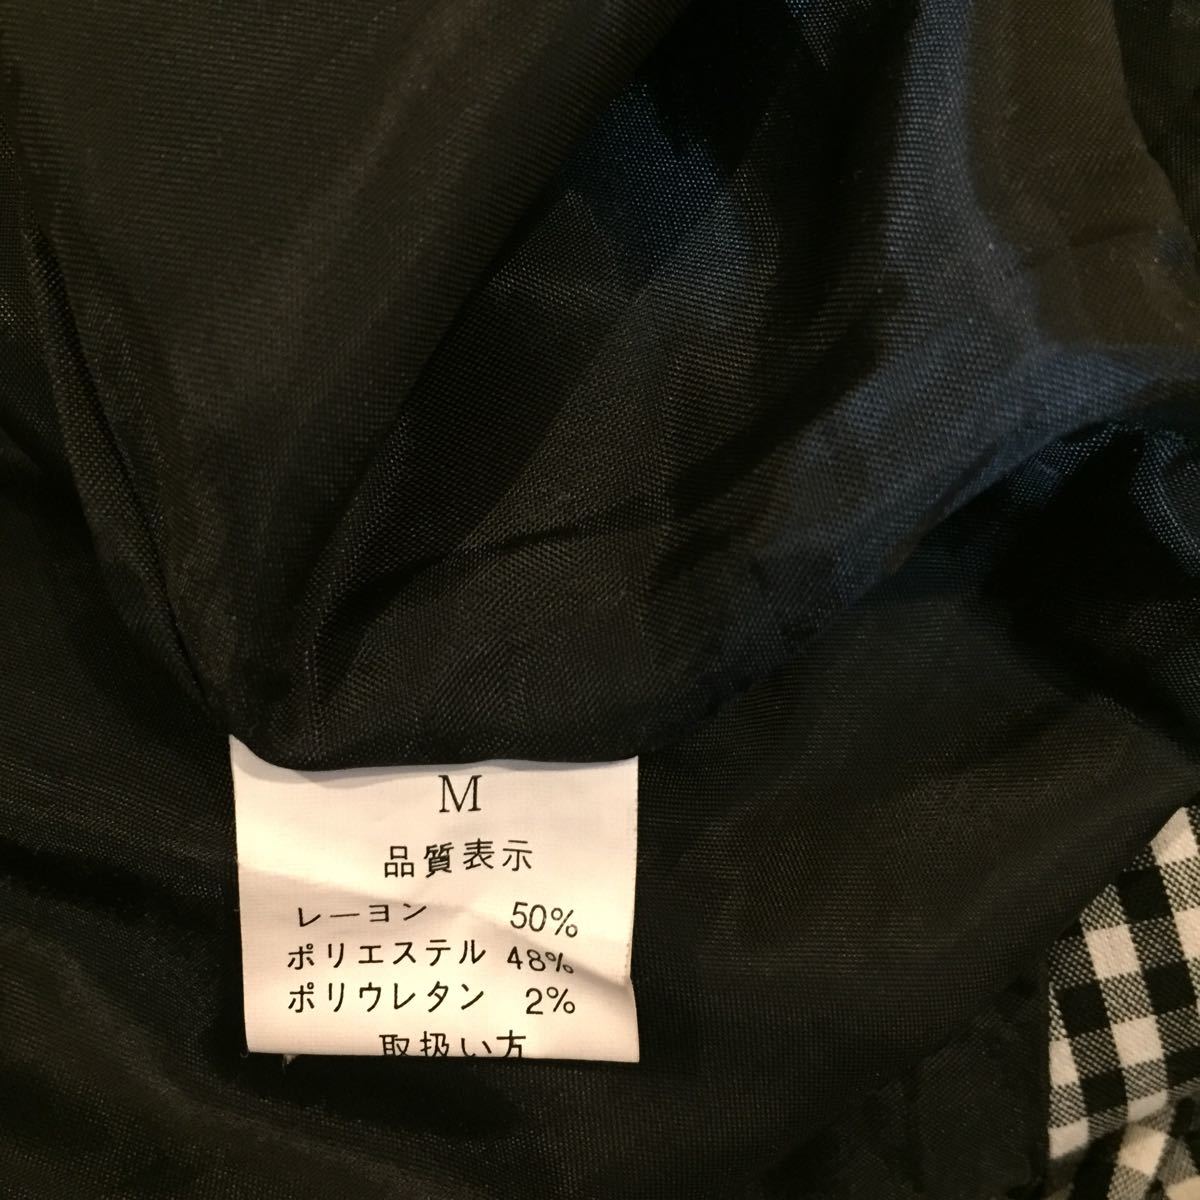 M
品質表示
レーヨン 50%
ポリエステル 48%
ポリウレタン 2%
取扱い方